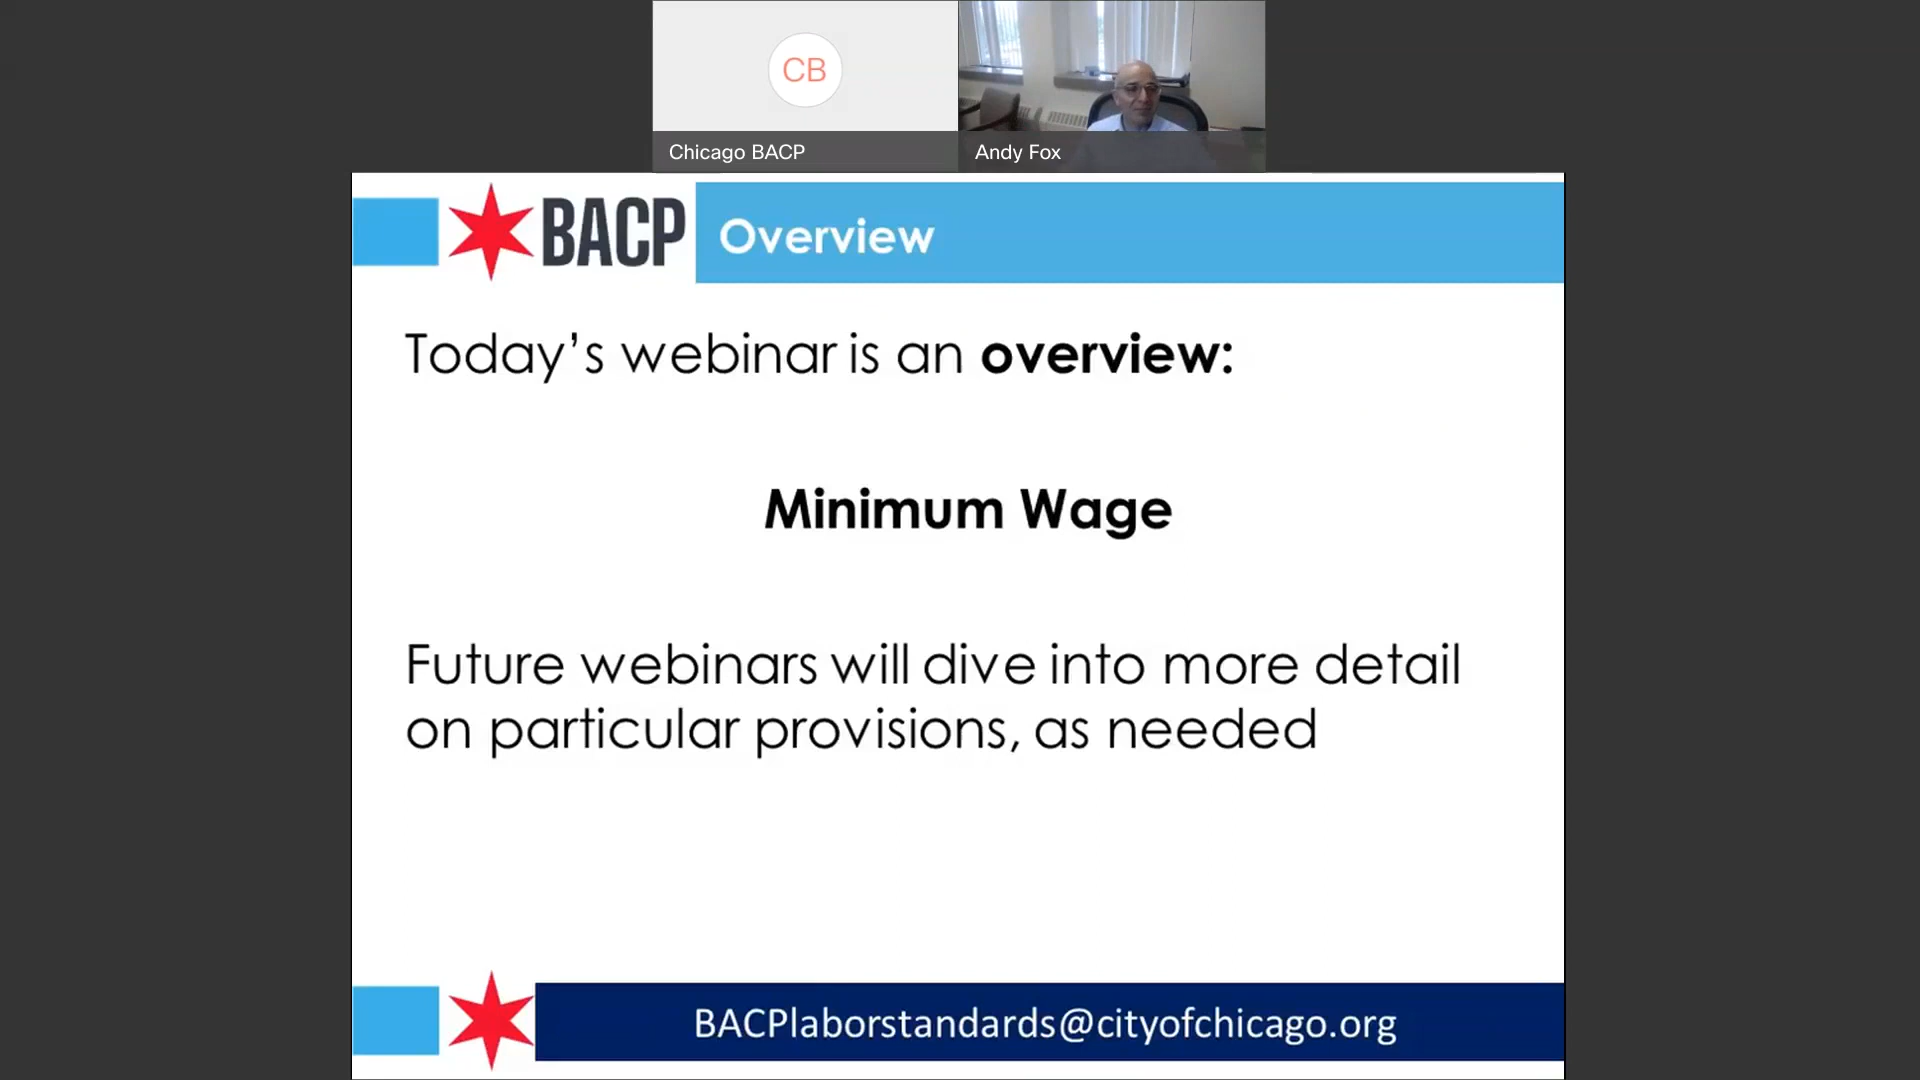 CB
Chicago BACP
Andy Fox
BACP
Overview
Today’s webinar is an overview:
Minimum Wage
Future webinars will dive into more detail
on particular provisions, as needed
BACPlaborstandards@cityofchicago.org